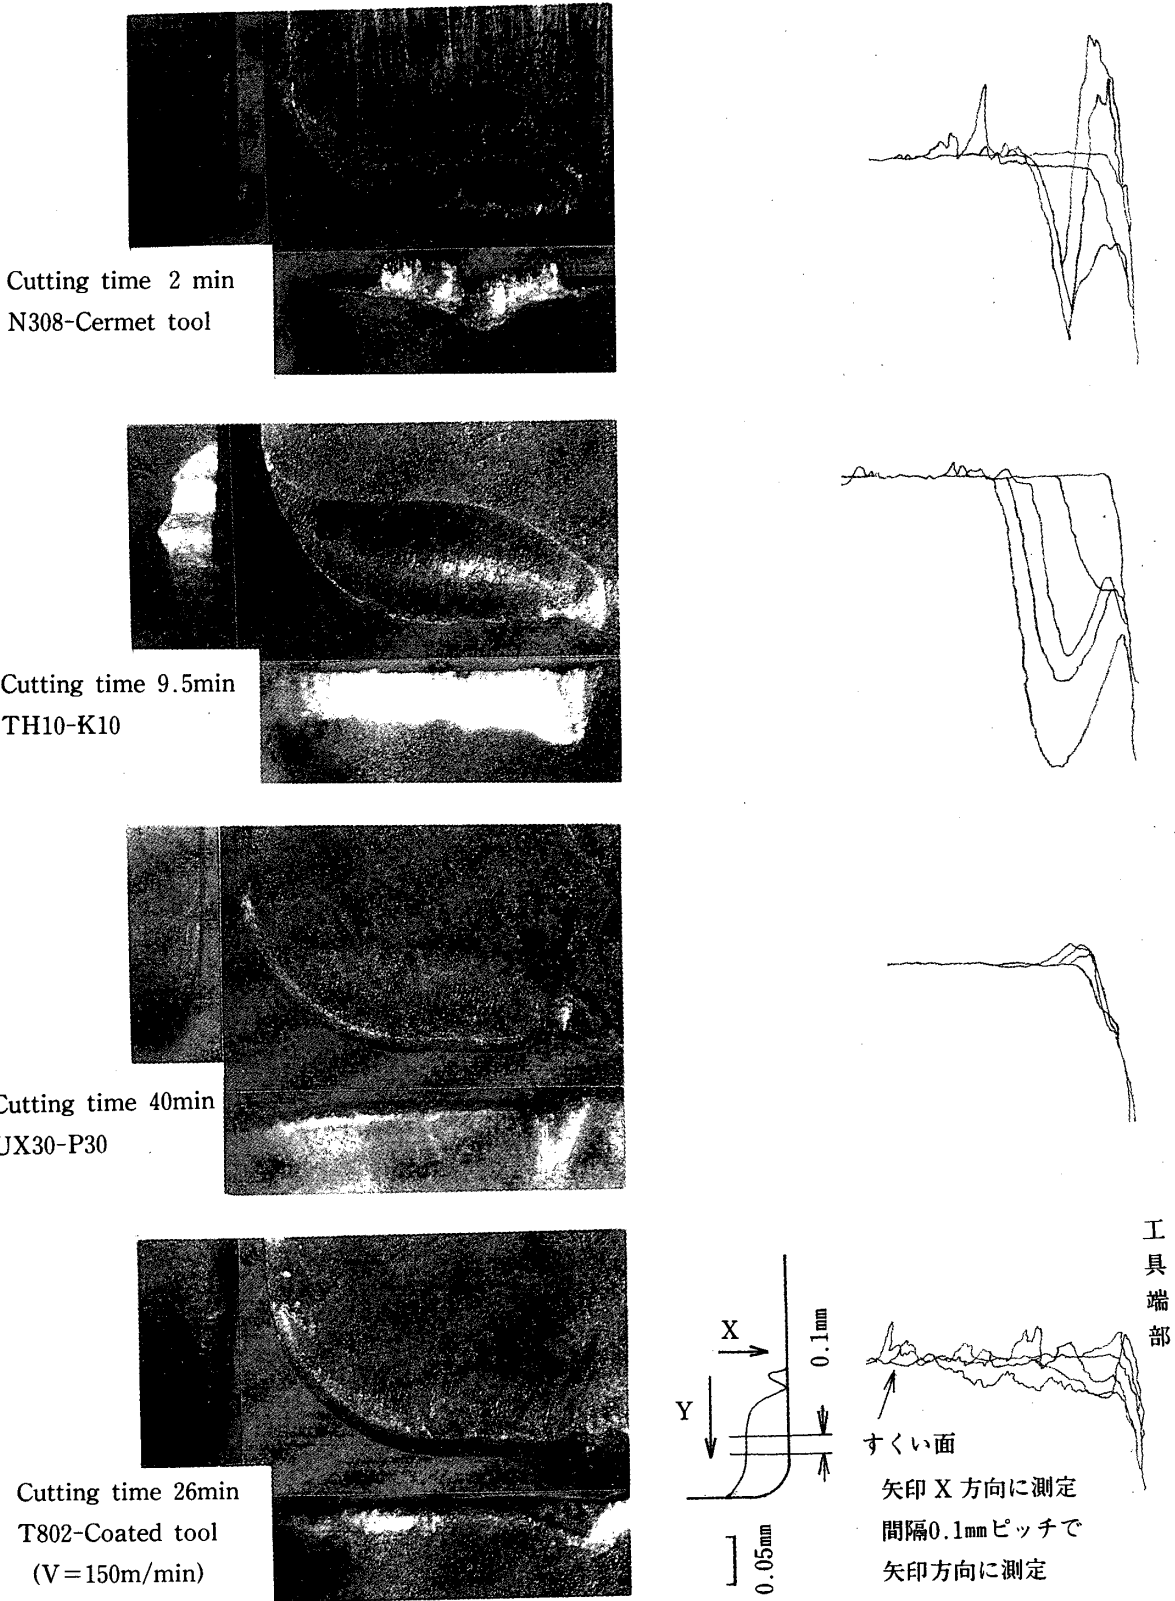 Cutting time 2 min
N308-Cermet tool
Cutting time 9.5min
TH10-K10
Cutting time 40min
UX30-P30
Cutting time 26min
T802-Coated tool
(V=150m/min)
X
Y
0.1mm
0.05mm
工具端部
すくい面
矢印 X 方向に測定
間隔0.1mmピッチで
矢印方向に測定